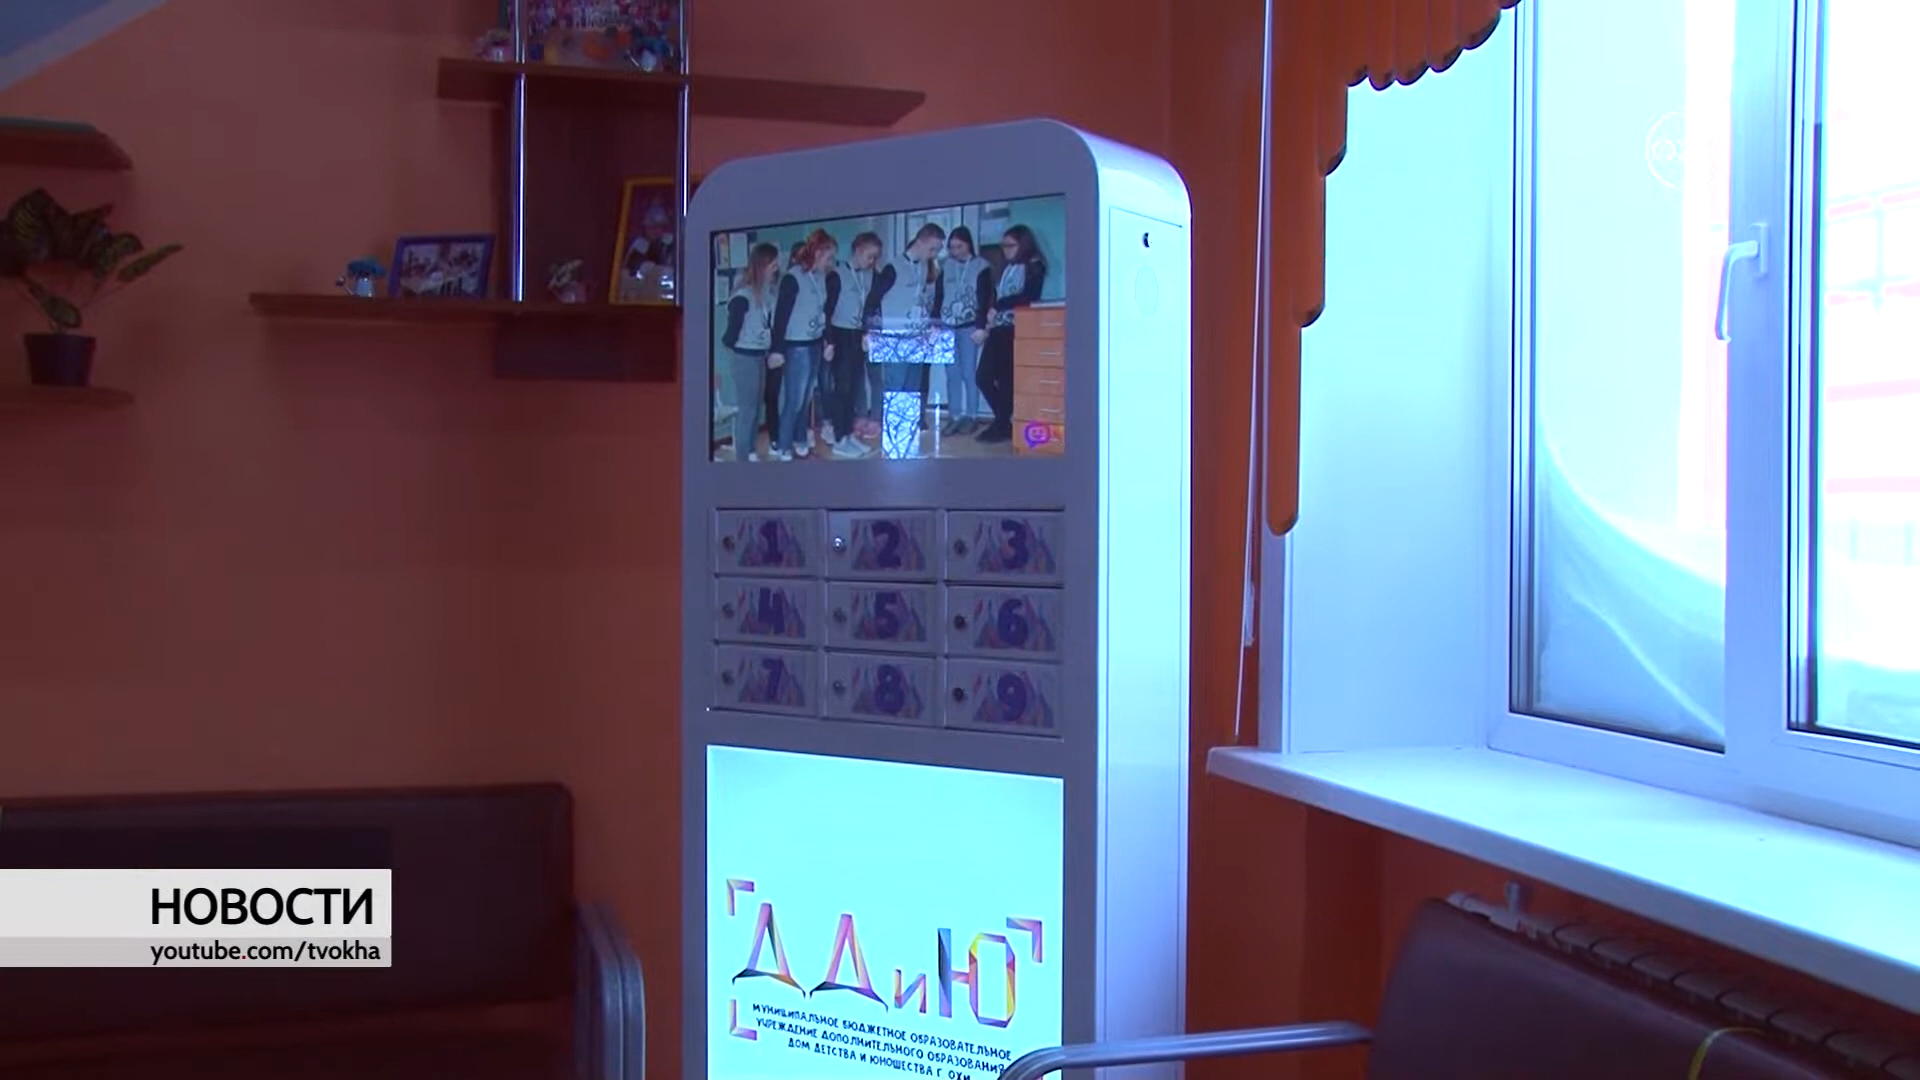 1 2 3
4 5 6
7 8 9
ДДиЮ
МУНИЦИПАЛЬНОЕ БЮДЖЕТНОЕ ОБРАЗОВАТЕЛЬНОЕ
УЧРЕЖДЕНИЕ ДОПОЛНИТЕЛЬНОГО ОБРАЗОВАНИЯ
ДОМ ДЕТСТВА И ЮНОШЕСТВА Г. ОХИ
НОВОСТИ
youtube.com/tvokha